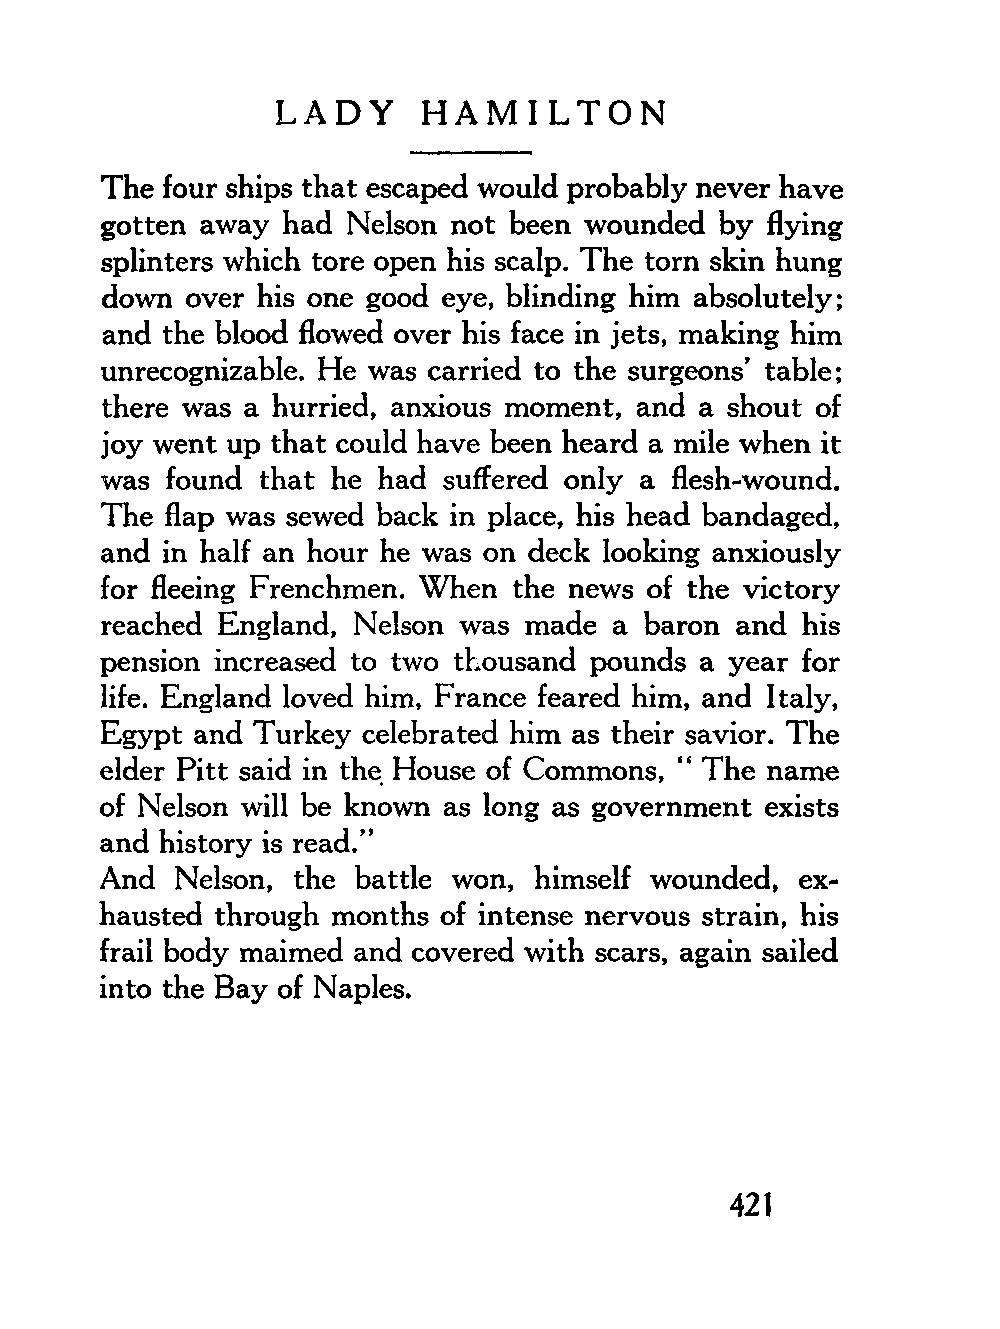 LADY HAMILTON
The four ships that escaped would probably never have
gotten away had Nelson not been wounded by flying
splinters which tore open his scalp. The torn skin hung
down over his one good eye, blinding him absolutely;
and the blood flowed over his face in jets, making him
unrecognizable. He was carried to the surgeons' table;
there was a hurried, anxious moment, and a shout of
joy went up that could have been heard a mile when it
was found that he had suffered only a flesh-wound.
The flap was sewed back in place, his head bandaged,
and in half an hour he was on deck looking anxiously
for fleeing Frenchmen. When the news of the victory
reached England, Nelson was made a baron and his
pension increased to two thousand pounds a year for
life. England loved him, France feared him, and Italy,
Egypt and Turkey celebrated him as their savior. The
elder Pitt said in the House of Commons, " The name
of Nelson will be known as long as government exists
and history is read."
And Nelson, the battle won, himself wounded, ex-
hausted through months of intense nervous strain, his
frail body maimed and covered with scars, again sailed
into the Bay of Naples.
421